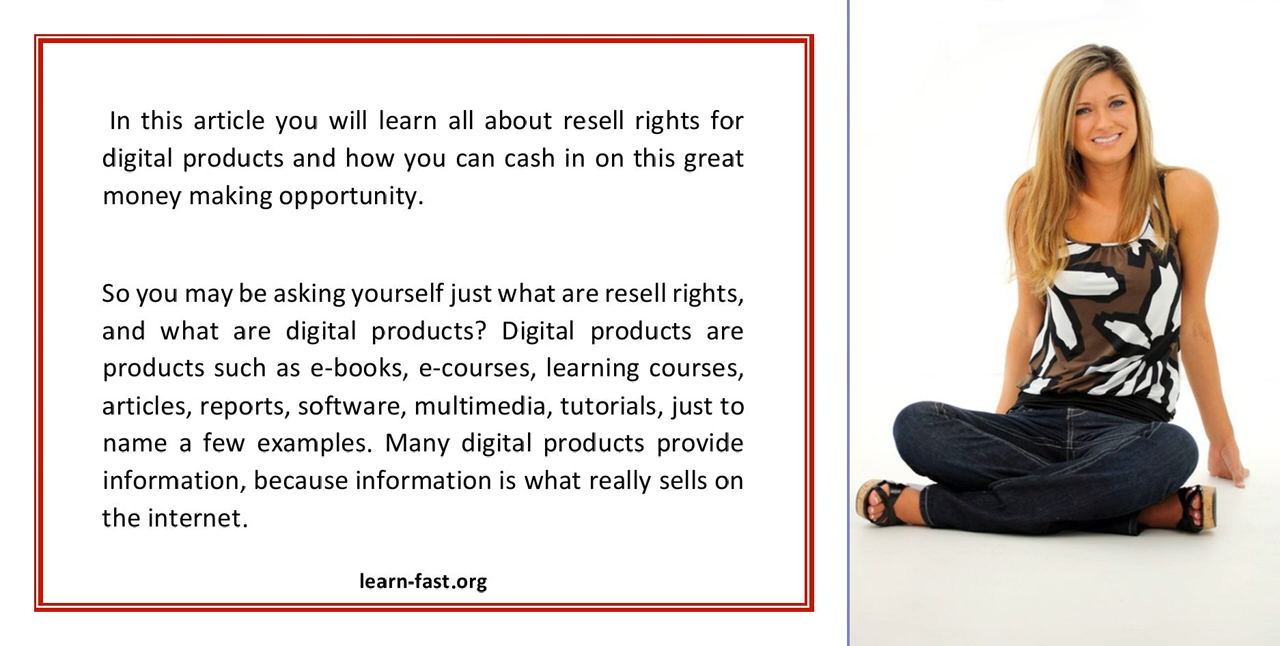 In this article you will learn all about resell rights for
digital products and how you can cash in on this great
money making opportunity.
So you may be asking yourself just what are resell rights,
and what are digital products? Digital products are
products such as e-books, e-courses, learning courses,
articles, reports, software, multimedia, tutorials, just to
name a few examples. Many digital products provide
information, because information is what really sells on
the internet.
learn-fast.org